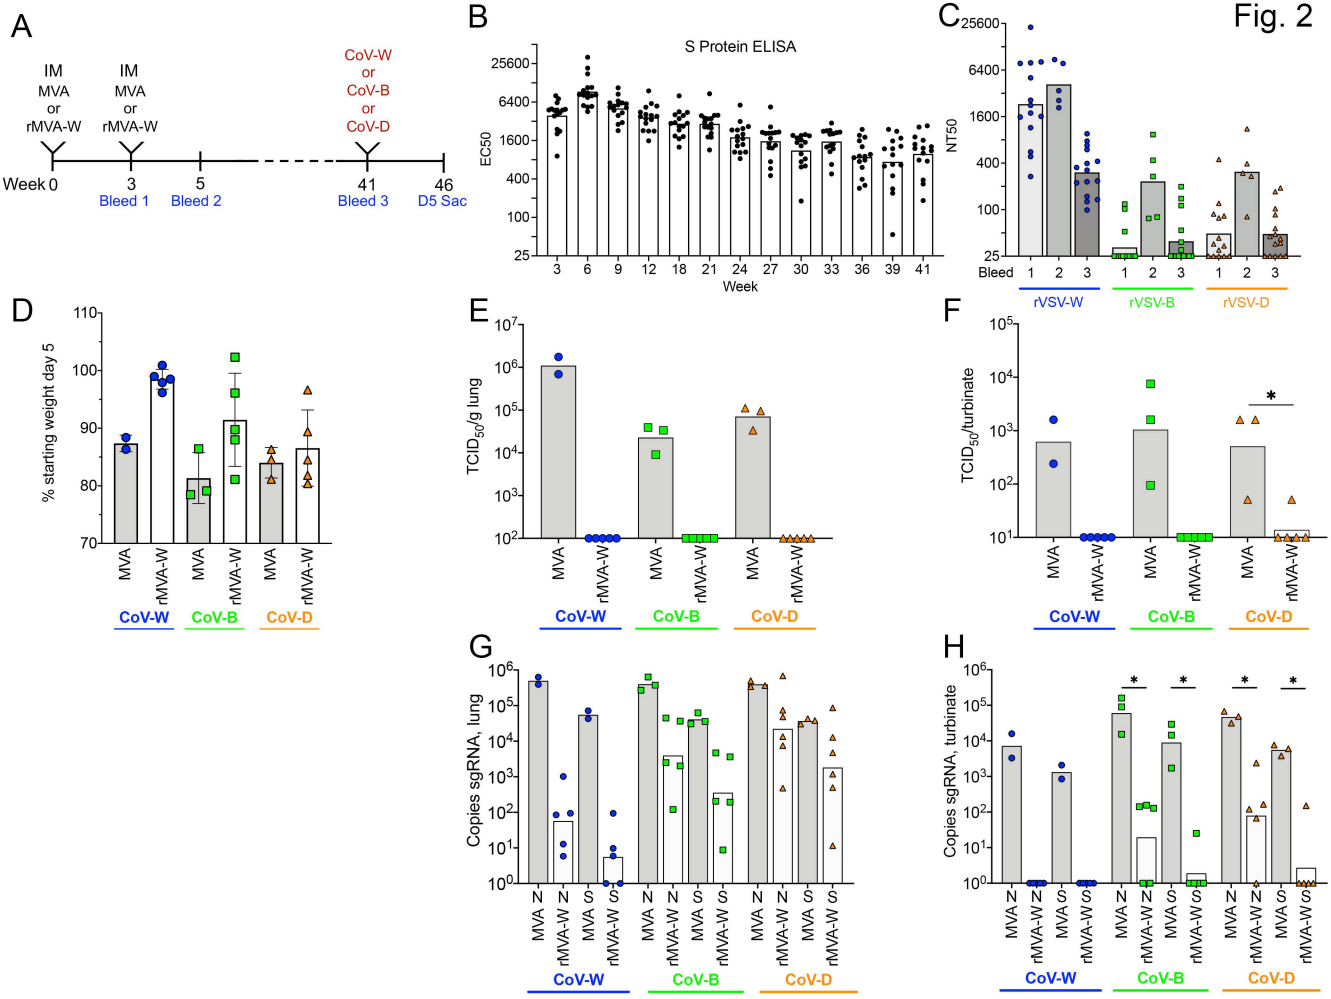 Fig. 2
A
IM
MVA
or
rMVA-W
IM
MVA
or
rMVA-W
CoV-W
or
CoV-B
or
CoV-D
Week 0
3
5
41
46
Bleed 1
Bleed 2
Bleed 3
D5 Sac
B
S Protein ELISA
EC50
25600
6400
1600
400
100
25
3 6 9 12 18 21 24 27 30 33 36 39 41
Week
C
NT50
25600
6400
1600
400
100
25
Bleed 1 2 3 1 2 3 1 2 3
rVSV-W rVSV-B rVSV-D
D
% starting weight day 5
110
100
90
80
70
MVA rMVA-W MVA rMVA-W MVA rMVA-W
CoV-W CoV-B CoV-D
E
TCID50/g lung
10^7
10^6
10^5
10^4
10^3
10^2
MVA rMVA-W MVA rMVA-W MVA rMVA-W
CoV-W CoV-B CoV-D
F
TCID50/turbinate
10^5
10^4
10^3
10^2
10^1
*
MVA rMVA-W MVA rMVA-W MVA rMVA-W
CoV-W CoV-B CoV-D
G
Copies sgRNA, lung
10^6
10^5
10^4
10^3
10^2
10^1
10^0
N N S S N N S S N N S S
MVA rMVA-W MVA rMVA-W MVA rMVA-W MVA rMVA-W MVA rMVA-W MVA rMVA-W
CoV-W CoV-B CoV-D
H
Copies sgRNA, turbinate
10^6
10^5
10^4
10^3
10^2
10^1
10^0
* * * *
N N S S N N S S N N S S
MVA rMVA-W MVA rMVA-W MVA rMVA-W MVA rMVA-W MVA rMVA-W MVA rMVA-W
CoV-W CoV-B CoV-D